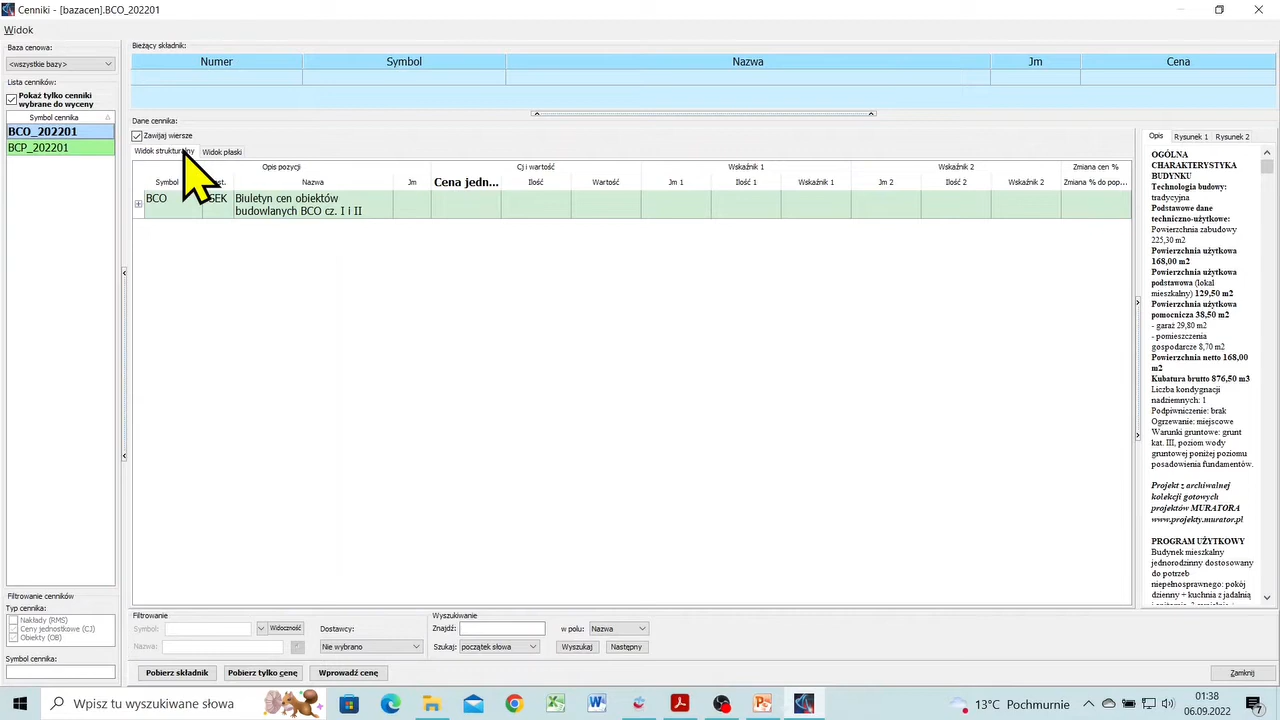 Cenniki - [bazacen].BCO_202201
Widok
Baza cenowa:
<wszystkie bazy>
Lista cenników:
Pokaż tylko cenniki
wybrane do wyceny
Symbol cennika
BCO_202201
BCP_202201
Filtrowanie cenników
Typ cennika:
Nakłady (RMS)
Ceny jednostkowe (CJ)
Obiekty (OB)
Symbol cennika:
Bieżący składnik:
Numer Symbol Nazwa Jm Cena
Dane cennika:
Zawijaj wiersze
Widok strukturalny Widok płaski
Opis pozycji Cj i wartość Wskaźnik 1 Wskaźnik 2 Zmiana cen %
Symbol Nazwa Jm Cena jedn... Ilość Wartość Jm 1 Ilość 1 Wskaźnik 1 Jm 2 Ilość 2 Wskaźnik 2 Zmiana % do pop...
BCO SEK Biuletyn cen obiektów
budowlanych BCO cz. I i II
Opis Rysunek 1 Rysunek 2
OGÓLNA
CHARAKTERYSTYKA
BUDYNKU
Technologia budowy:
tradycyjna
Podstawowe dane
techniczno-użytkowe:
Powierzchnia zabudowy
225,30 m2
Powierzchnia użytkowa
168,00 m2
Powierzchnia użytkowa
podstawowa (lokal
mieszkalny) 129,50 m2
Powierzchnia użytkowa
pomocnicza 38,50 m2
- garaż 29,80 m2
- pomieszczenia
gospodarcze 8,70 m2
Powierzchnia netto 168,00
m2
Kubatura brutto 876,50 m3
Liczba kondygnacji
nadziemnych: 1
Podpiwniczenie: brak
Ogrzewanie: miejscowe
Warunki gruntowe: grunt
kat. III, poziom wody
gruntowej poniżej poziomu
posadowienia fundamentów.
Projekt z archiwalnej
kolekcji gotowych
projektów MURATORA
www.projekty.murator.pl
PROGRAM UŻYTKOWY
Budynek mieszkalny
jednorodzinny dostosowany
do potrzeb
niepełnosprawnego: pokój
dzienny + kuchnia z jadalnią
Filtrowanie
Symbol: Widoczność
Nazwa:
Dostawcy:
Nie wybrano
Wyszukiwanie
Znajdź: w polu: Nazwa
Szukaj: początek słowa Wyszukaj Następny
Pobierz składnik Pobierz tylko cenę Wprowadź cenę Zamknij
Wpisz tu wyszukiwane słowa
13°C Pochmurnie
01:38
06.09.2022
7